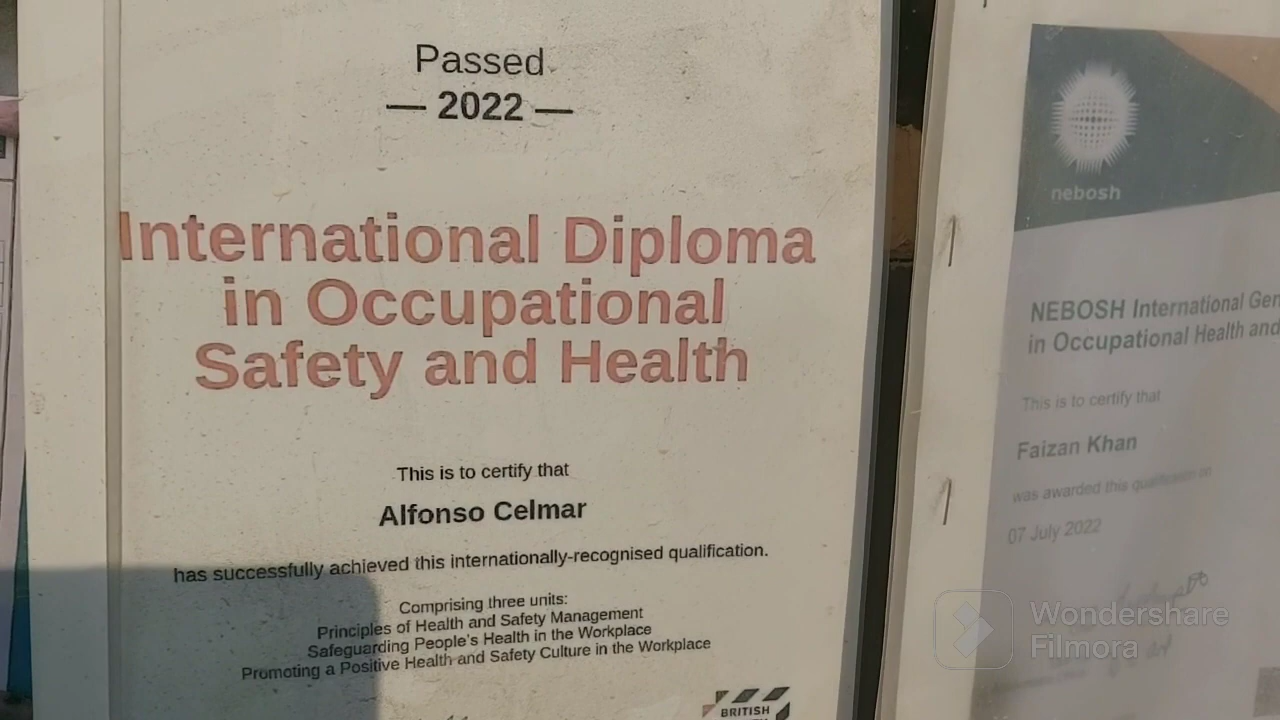 Passed
— 2022 —
International Diploma
in Occupational
Safety and Health
This is to certify that
Alfonso Celmar
has successfully achieved this internationally-recognised qualification.
Comprising three units:
Principles of Health and Safety Management
Safeguarding People's Health in the Workplace
Promoting a Positive Health and Safety Culture in the Workplace
BRITISH
nebosh
NEBOSH International
in Occupational Health and
This is to certify that
Faizan Khan
was awarded this qualification on
07 July 2022
Wondershare
Filmora